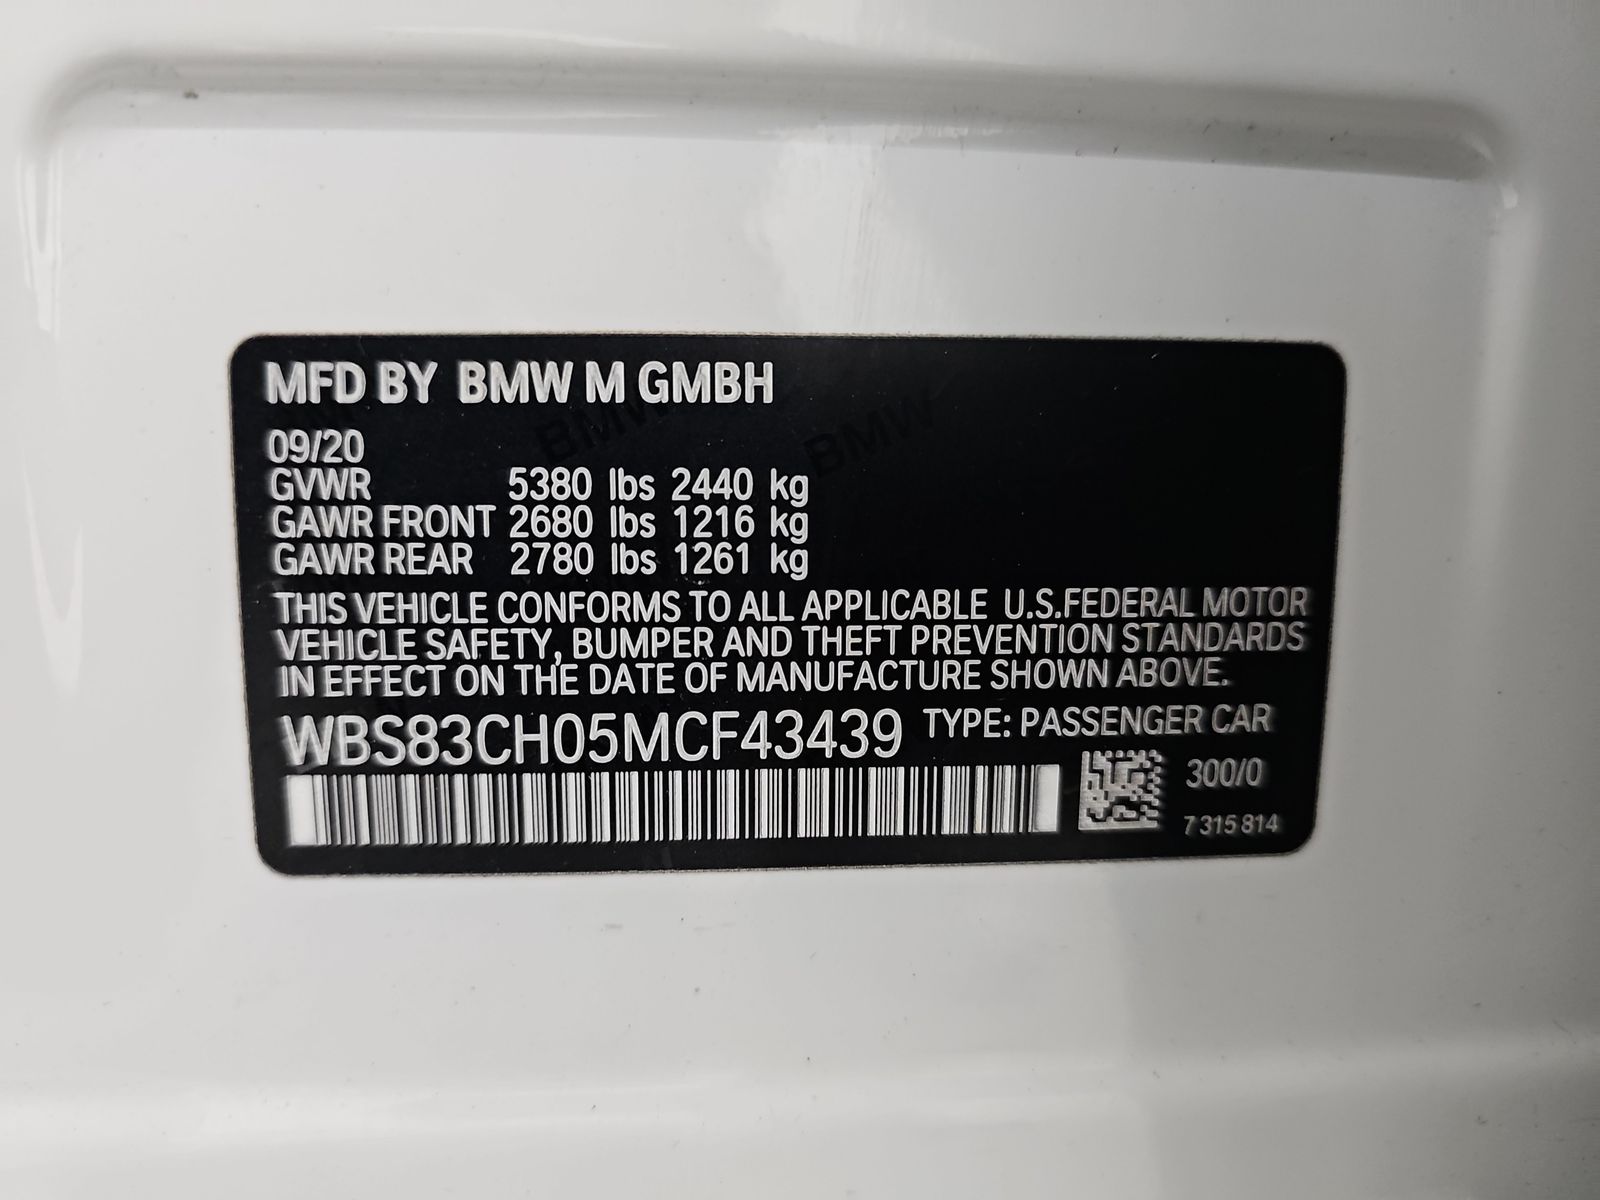 MFD BY BMW M GMBH
09/20
GVWR 5380 lbs 2440 kg
GAWR FRONT 2680 lbs 1216 kg
GAWR REAR 2780 lbs 1261 kg
THIS VEHICLE CONFORMS TO ALL APPLICABLE U.S.FEDERAL MOTOR
VEHICLE SAFETY, BUMPER AND THEFT PREVENTION STANDARDS
IN EFFECT ON THE DATE OF MANUFACTURE SHOWN ABOVE.
WBS83CH05MCF43439 TYPE: PASSENGER CAR
300/0
7 315 814
BMW
BMW